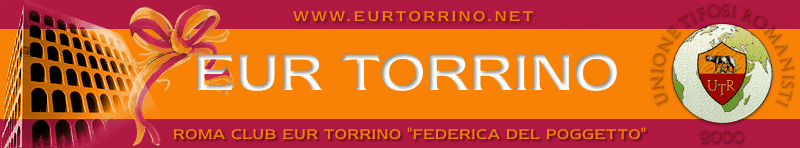 WWW.EURTORRINO.NET
EUR TORRINO
ROMA CLUB EUR TORRINO "FEDERICA DEL POGGETTO"
UNIONE TIFOSI ROMANISTI
UTR
2000